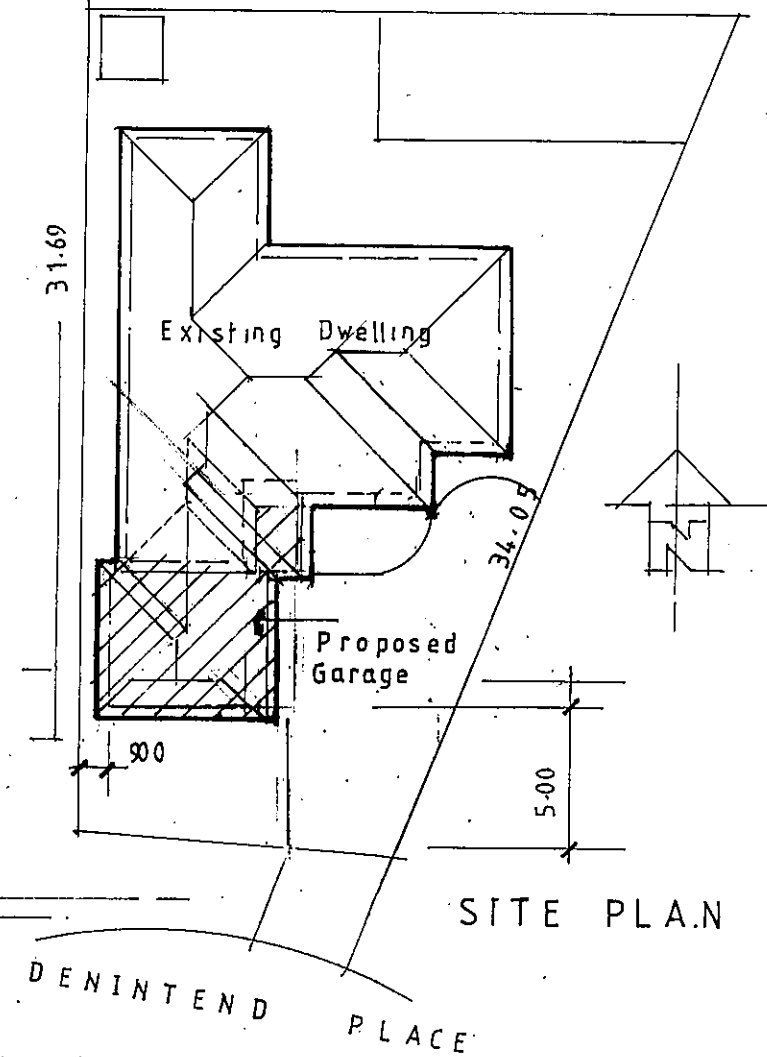 31.69
Existing Dwelling
34.05
N
Proposed
Garage
900
5.00
SITE PLAN
DENINTEND PLACE